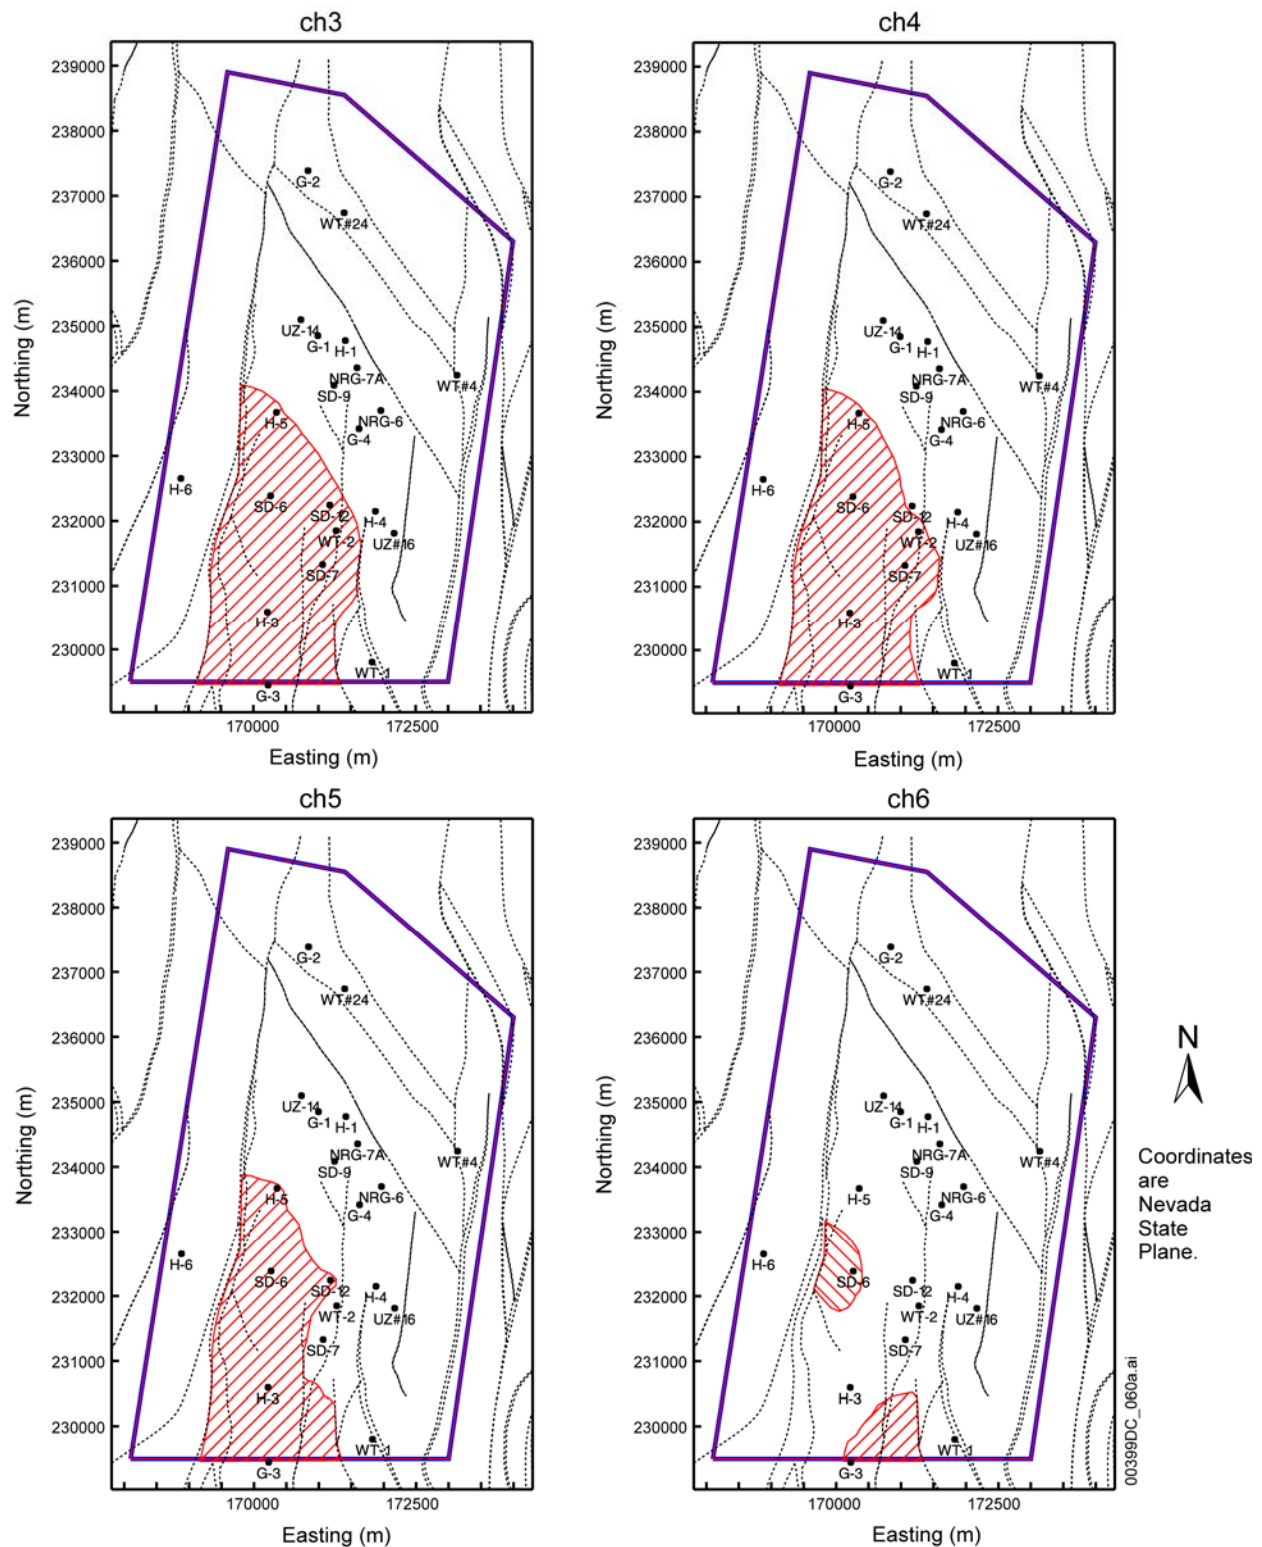 ch3
239000
238000
237000
236000
235000
234000
233000
232000
231000
230000
Northing (m)
G-2
WT#24
UZ-14
G-1
H-1
NRG-7A
SD-9
WT#4
H-5
NRG-6
G-4
H-6
SD-6
SD-12
H-4
WT-2
UZ#16
SD-7
H-3
WT-1
G-3
170000
172500
Easting (m)
ch4
239000
238000
237000
236000
235000
234000
233000
232000
231000
230000
Northing (m)
G-2
WT#24
UZ-14
G-1
H-1
NRG-7A
SD-9
WT#4
H-5
NRG-6
G-4
H-6
SD-6
SD-12
H-4
WT-2
UZ#16
SD-7
H-3
WT-1
G-3
170000
172500
Easting (m)
ch5
239000
238000
237000
236000
235000
234000
233000
232000
231000
230000
Northing (m)
G-2
WT#24
UZ-14
G-1
H-1
NRG-7A
SD-9
WT#4
H-5
NRG-6
G-4
H-6
SD-6
SD-12
H-4
WT-2
UZ#16
SD-7
H-3
WT-1
G-3
170000
172500
Easting (m)
ch6
239000
238000
237000
236000
235000
234000
233000
232000
231000
230000
Northing (m)
G-2
WT#24
UZ-14
G-1
H-1
NRG-7A
SD-9
WT#4
H-5
NRG-6
G-4
H-6
SD-6
SD-12
H-4
WT-2
UZ#16
SD-7
H-3
WT-1
G-3
170000
172500
Easting (m)
N
Coordinates
are
Nevada
State
Plane.
00399DC_060a.ai